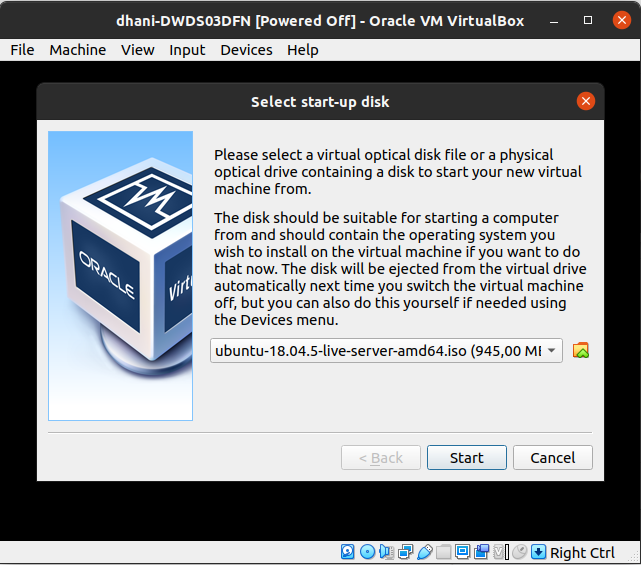 dhani-DWDS03DFN [Powered Off] - Oracle VM VirtualBox
File Machine View Input Devices Help
Select start-up disk
Please select a virtual optical disk file or a physical
optical drive containing a disk to start your new virtual
machine from.
The disk should be suitable for starting a computer
from and should contain the operating system you
wish to install on the virtual machine if you want to do
that now. The disk will be ejected from the virtual drive
automatically next time you switch the virtual machine
off, but you can also do this yourself if needed using
the Devices menu.
ORACLE
Virtu
ubuntu-18.04.5-live-server-amd64.iso (945,00 ME
< Back Start Cancel
Right Ctrl